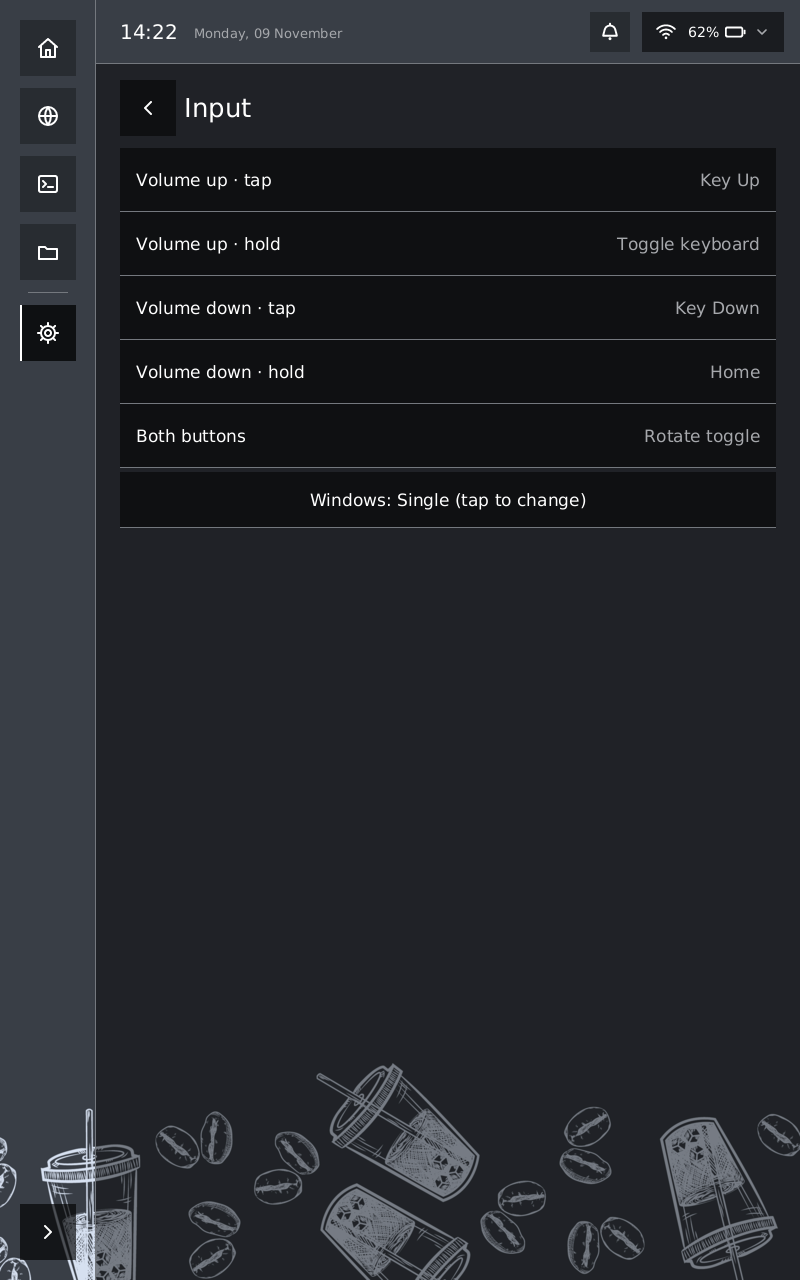 14:22 Monday, 09 November 62%
Input
Volume up · tap Key Up
Volume up · hold Toggle keyboard
Volume down · tap Key Down
Volume down · hold Home
Both buttons Rotate toggle
Windows: Single (tap to change)